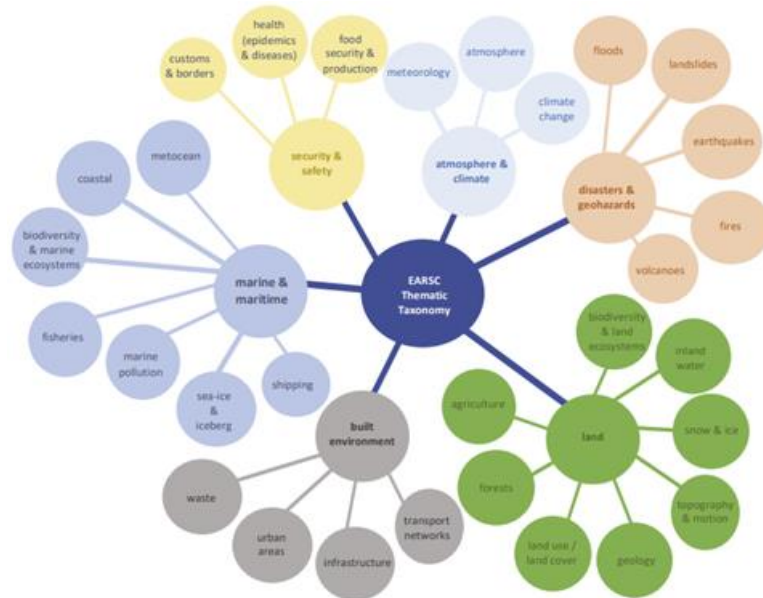 health
(epidemics
& diseases)
food
security &
production
customs
& borders
security &
safety
atmosphere
meteorology
climate
change
atmosphere &
climate
floods
landslides
earthquakes
fires
volcanoes
disasters &
geohazards
metocean
coastal
biodiversity
& marine
ecosystems
fisheries
marine
pollution
sea-ice
&
iceberg
shipping
marine &
maritime
EARSC
Thematic
Taxonomy
biodiversity
& land
ecosystems
inland
water
snow & ice
topography
& motion
geology
land use /
land cover
forests
agriculture
land
built
environment
waste
urban
areas
infrastructure
transport
networks